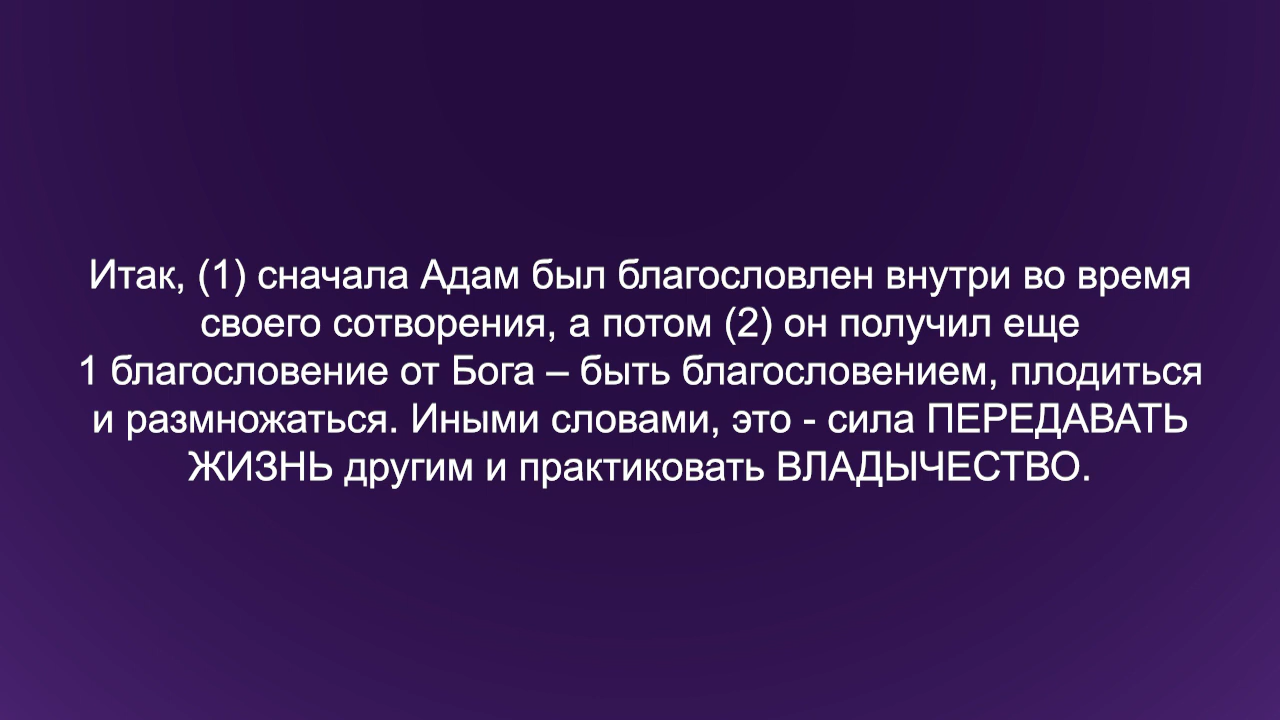 Итак, (1) сначала Адам был благословлен внутри во время
своего сотворения, а потом (2) он получил еще
1 благословение от Бога – быть благословением, плодиться
и размножаться. Иными словами, это - сила ПЕРЕДАВАТЬ
ЖИЗНЬ другим и практиковать ВЛАДЫЧЕСТВО.